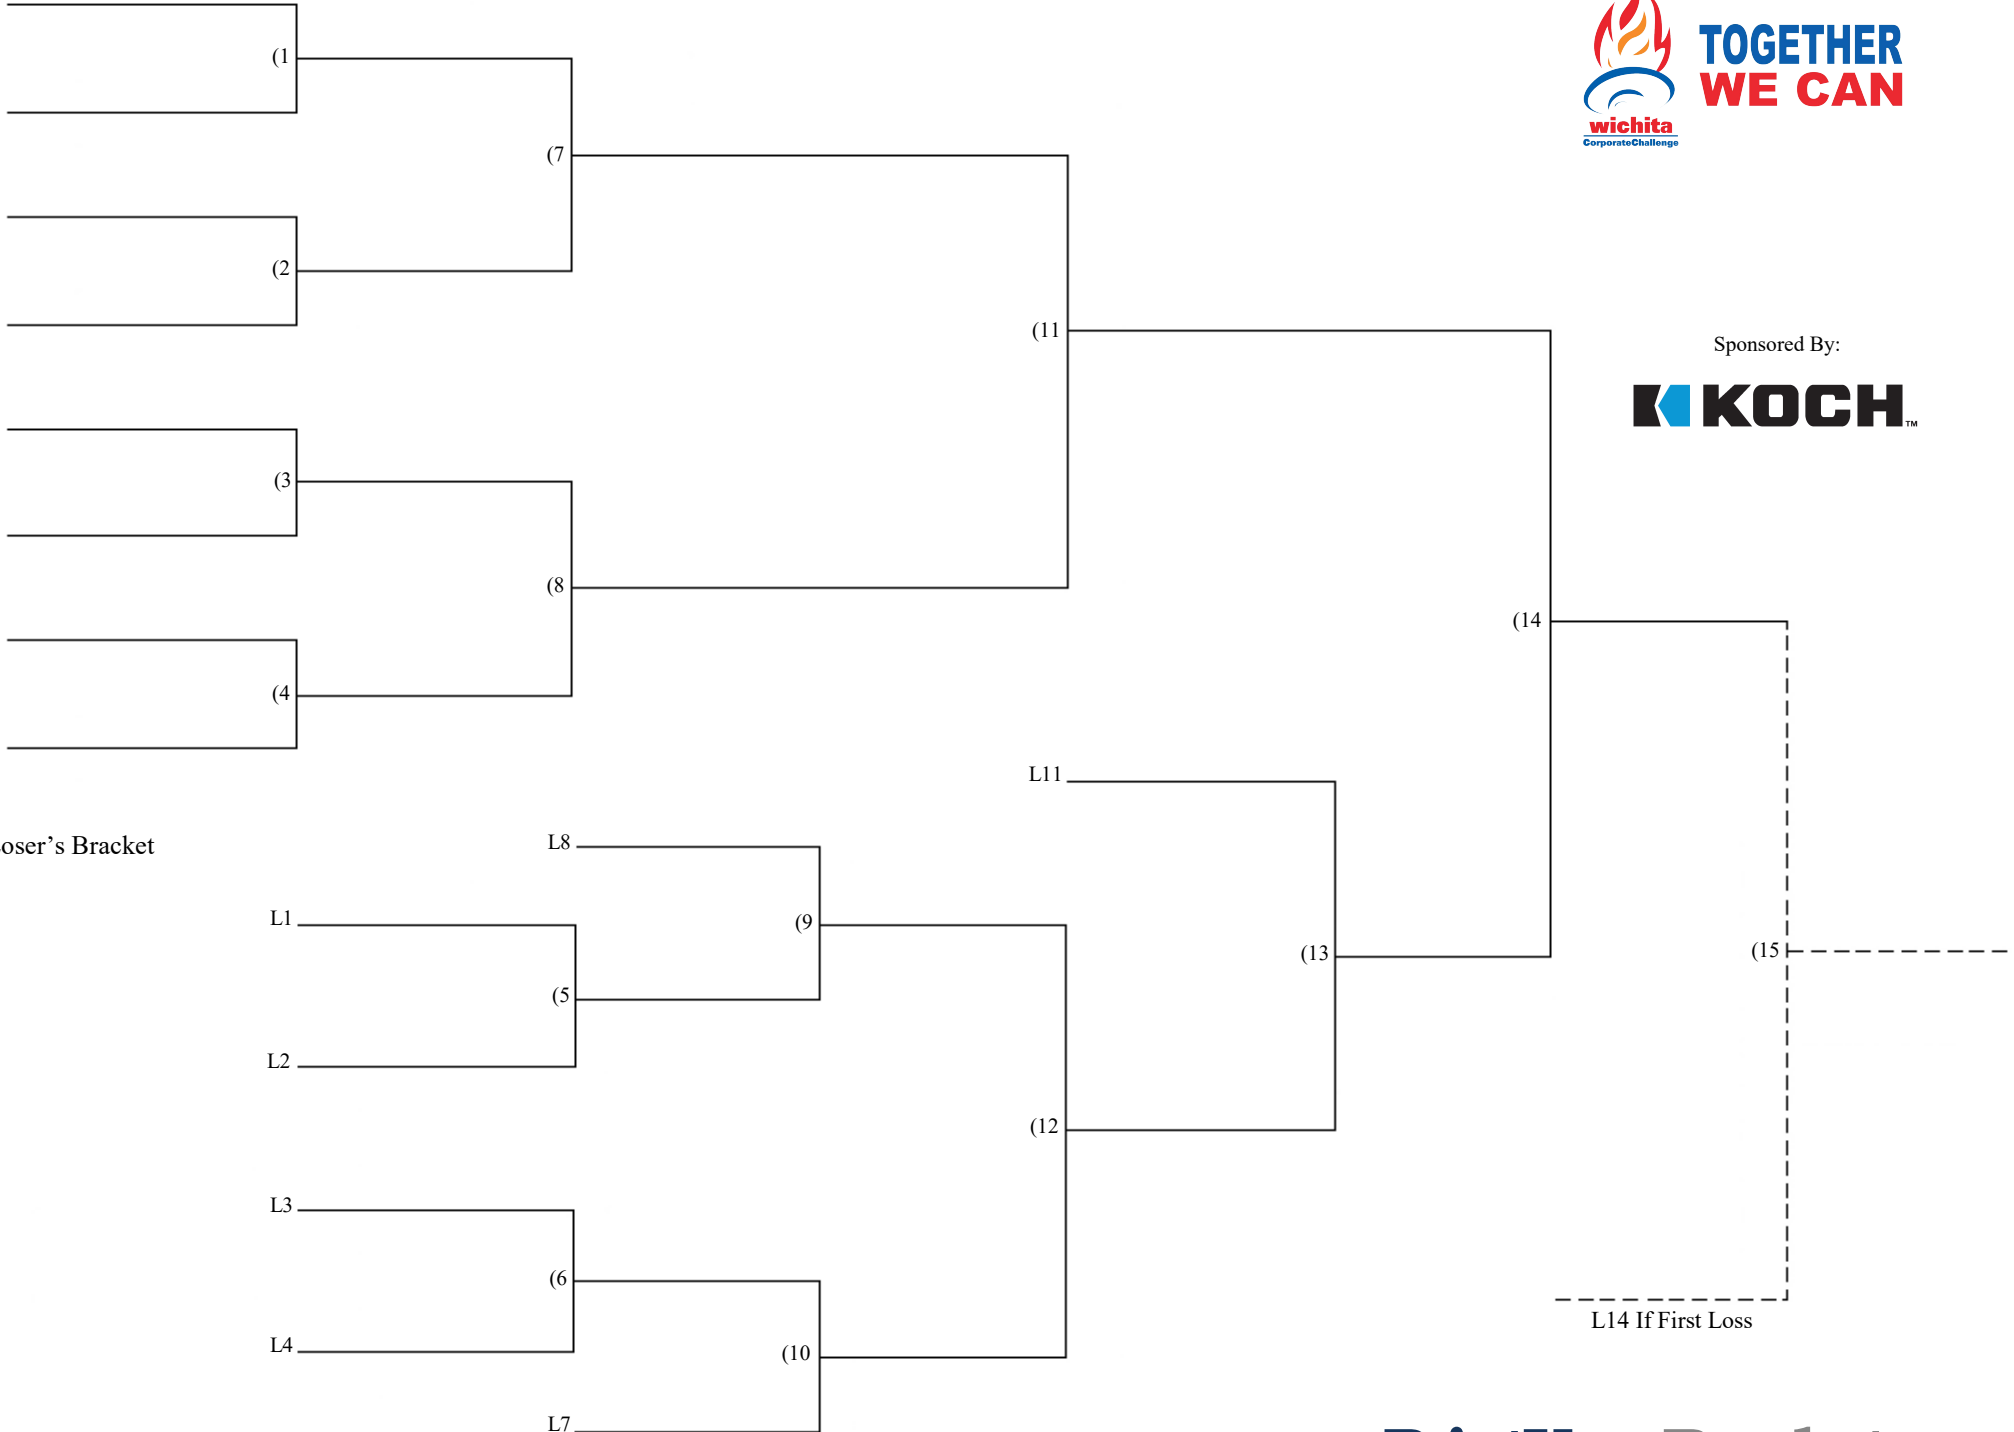 TOGETHER
WE CAN
wichita
CorporateChallenge
(1
(7
(2
(11
Sponsored By:
KOCH™
(3
(8
(4
(14
L11
L8
oser’s Bracket
L1
(9
(13
(15
(5
L2
(12
L3
(6
L14 If First Loss
L4
(10
L7